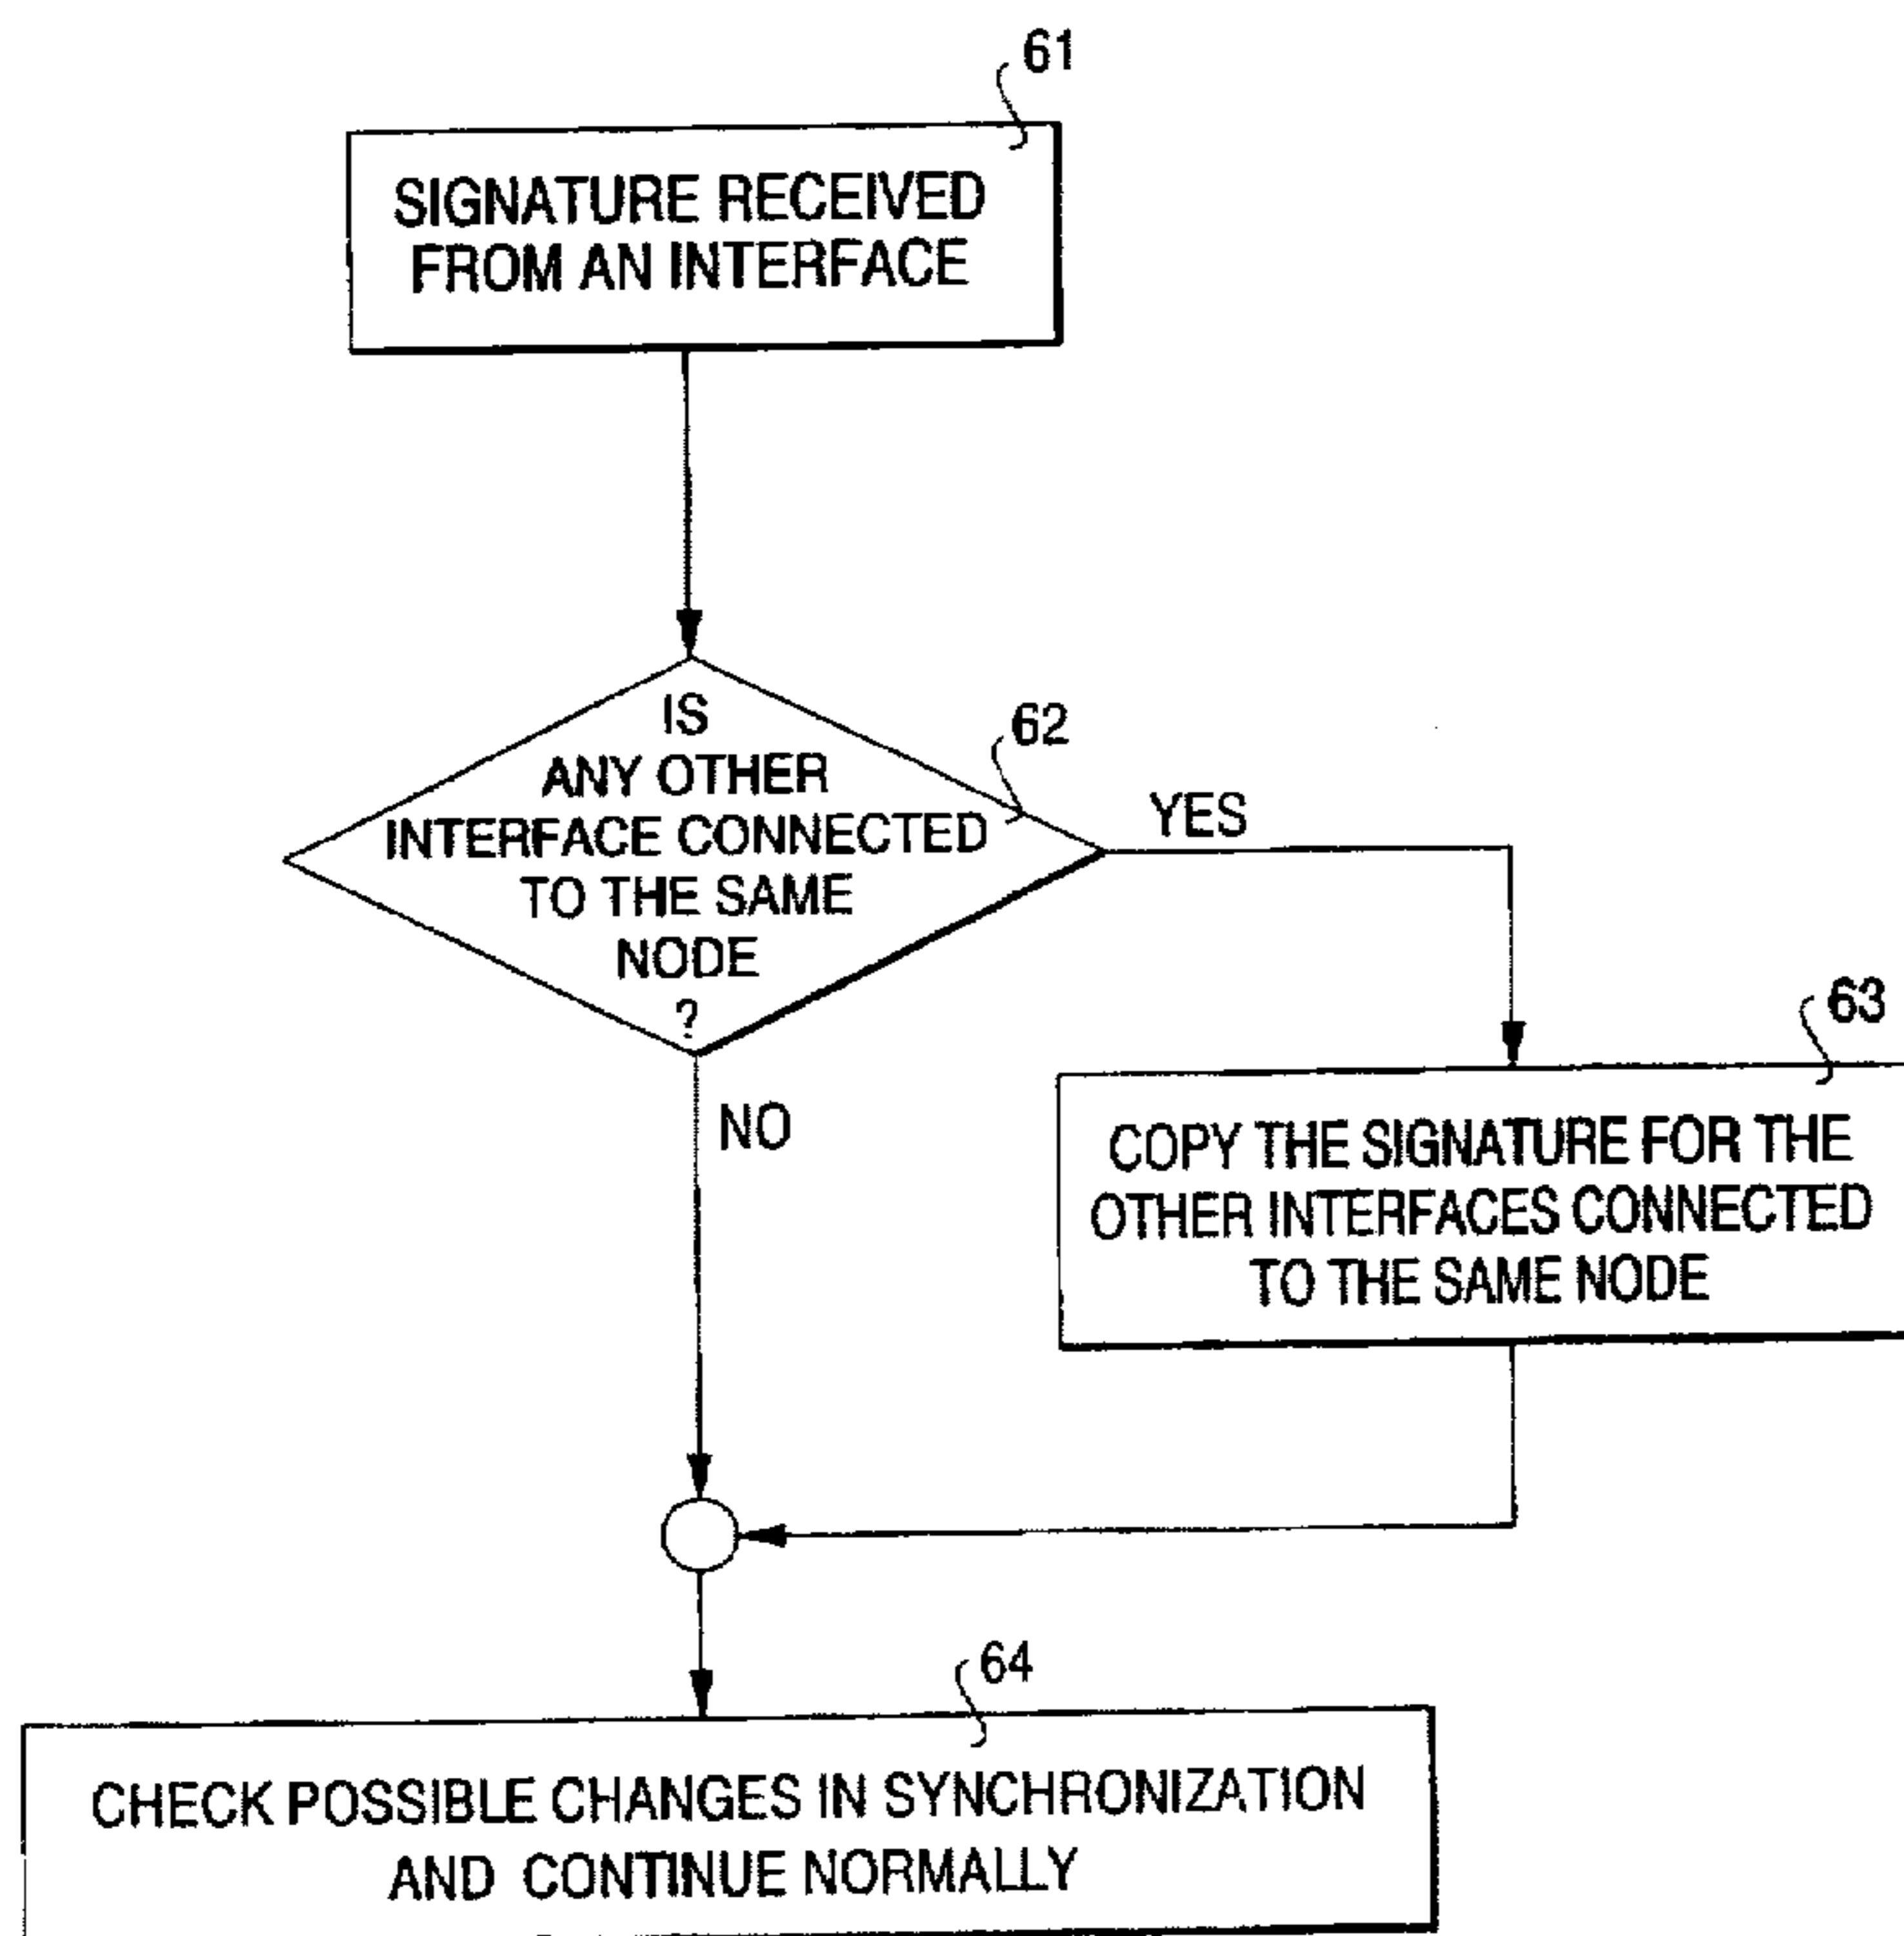 61
SIGNATURE RECEIVED
FROM AN INTERFACE
IS
ANY OTHER
INTERFACE CONNECTED
TO THE SAME
NODE
?
62
YES
NO
63
COPY THE SIGNATURE FOR THE
OTHER INTERFACES CONNECTED
TO THE SAME NODE
64
CHECK POSSIBLE CHANGES IN SYNCHRONIZATION
AND CONTINUE NORMALLY